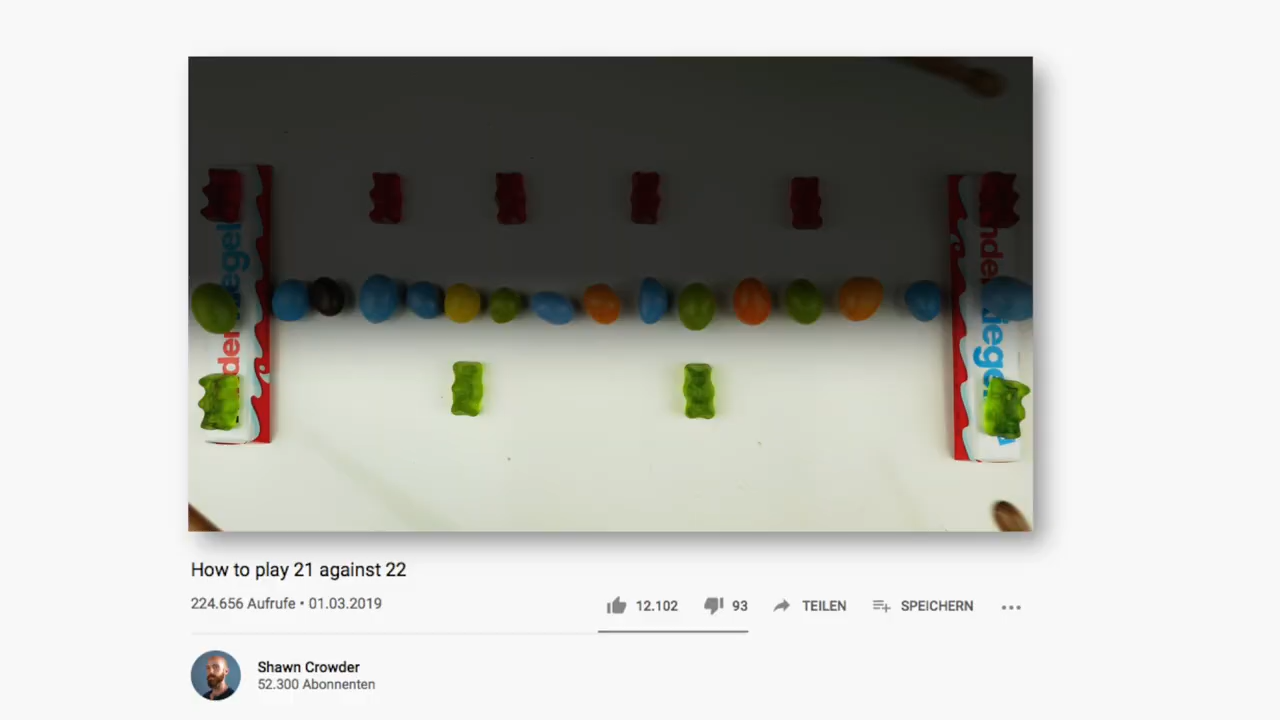 How to play 21 against 22
224.656 Aufrufe • 01.03.2019
12.102
93
TEILEN
SPEICHERN
Shawn Crowder
52.300 Abonnenten